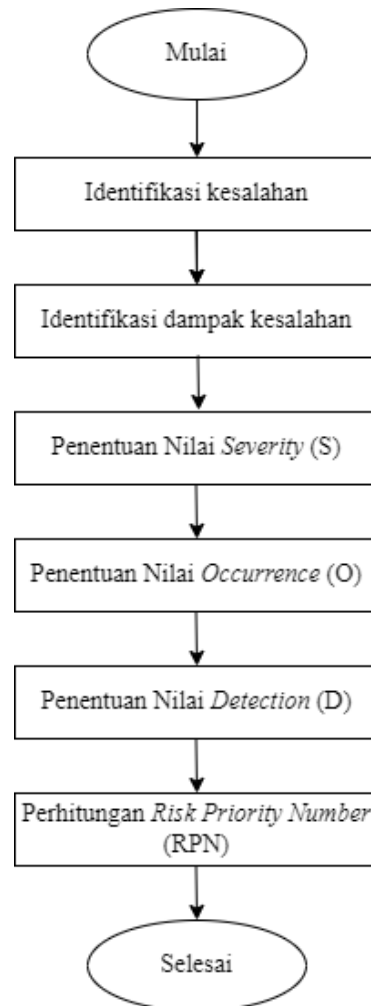 Mulai
Identifikasi kesalahan
Identifikasi dampak kesalahan
Penentuan Nilai Severity (S)
Penentuan Nilai Occurrence (O)
Penentuan Nilai Detection (D)
Perhitungan Risk Priority Number
(RPN)
Selesai